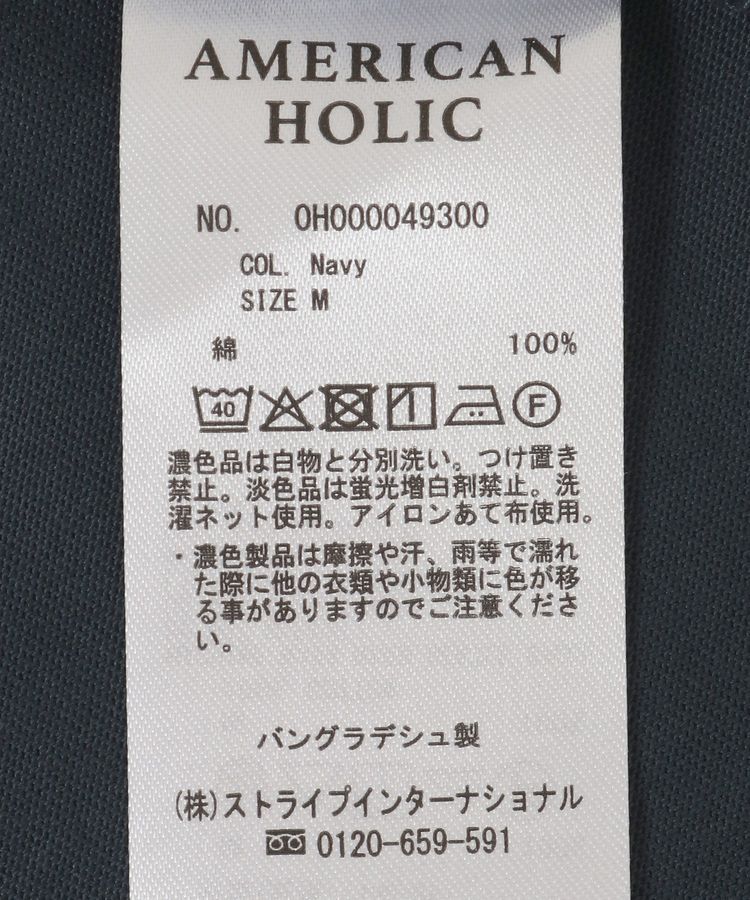 AMERICAN
HOLIC
NO. 0H000049300
COL. Navy
SIZE M
綿 100%
40 F
濃色品は白物と分別洗い。つけ置き
禁止。淡色品は蛍光増白剤禁止。洗
濯ネット使用。アイロンあて布使用。
・濃色製品は摩擦や汗、雨等で濡れ
た際に他の衣類や小物類に色が移
る事がありますのでご注意くださ
い。
バングラデシュ製
(株)ストライプインターナショナル
0120-659-591